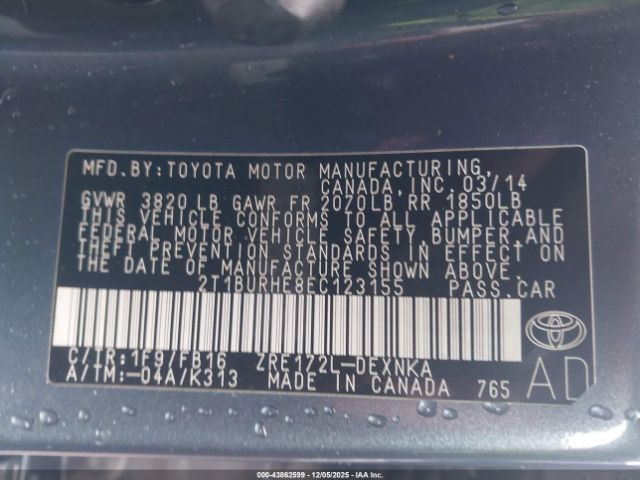 MFD.BY:TOYOTA MOTOR MANUFACTURING,
CANADA,INC. 03/14
GVWR 3820 LB GAWR FR 2070LB RR 1850LB
THIS VEHICLE CONFORMS TO ALL APPLICABLE
FEDERAL MOTOR VEHICLE SAFETY, BUMPER AND
THEFT PREVENTION STANDARDS IN EFFECT ON
THE DATE OF MANUFACTURE SHOWN ABOVE.
2T1BURHE8EC123155 PASS.CAR
C/TR:1F9/FB16 ZRE172L-DEXNKA
A/TM:-04A/K313 MADE IN CANADA 765
AD
000-43862599 - 12/05/2025 - IAA Inc.